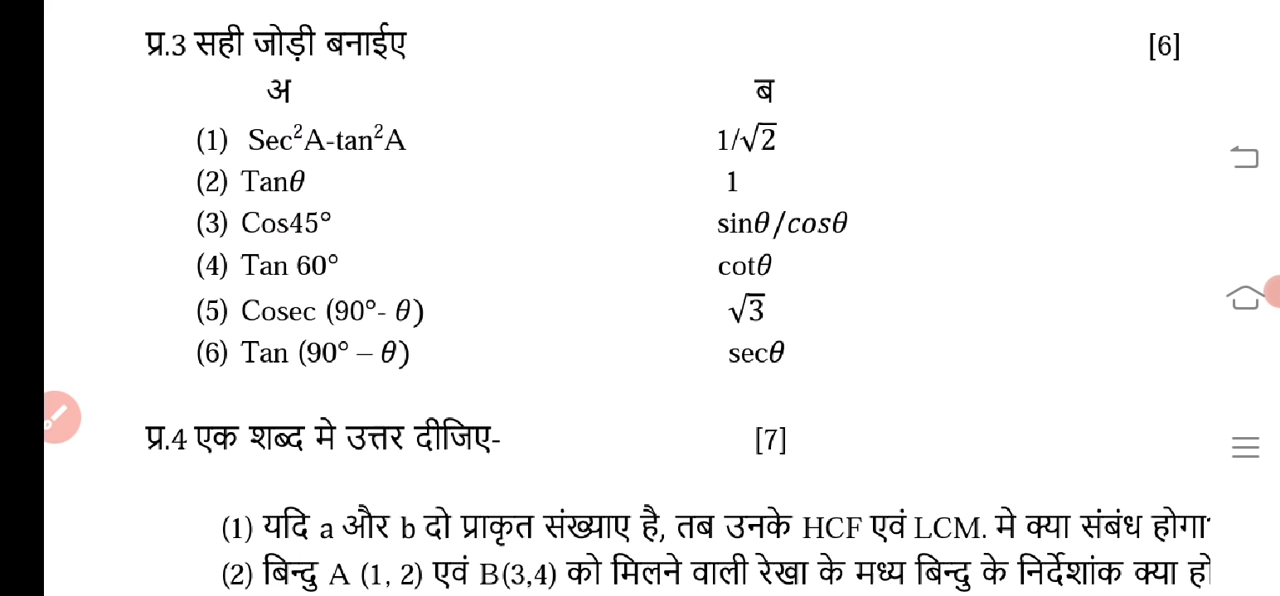 प्र.3 सही जोड़ी बनाईए [6]
अ ब
(1) Sec²A-tan²A 1/√2
(2) Tanθ 1
(3) Cos45° sinθ/cosθ
(4) Tan 60° cotθ
(5) Cosec (90°- θ) √3
(6) Tan (90° – θ) secθ
प्र.4 एक शब्द मे उत्तर दीजिए- [7]
(1) यदि a और b दो प्राकृत संख्याए है, तब उनके HCF एवं LCM. मे क्या संबंध होगा
(2) बिन्दु A (1, 2) एवं B(3,4) को मिलने वाली रेखा के मध्य बिन्दु के निर्देशांक क्या